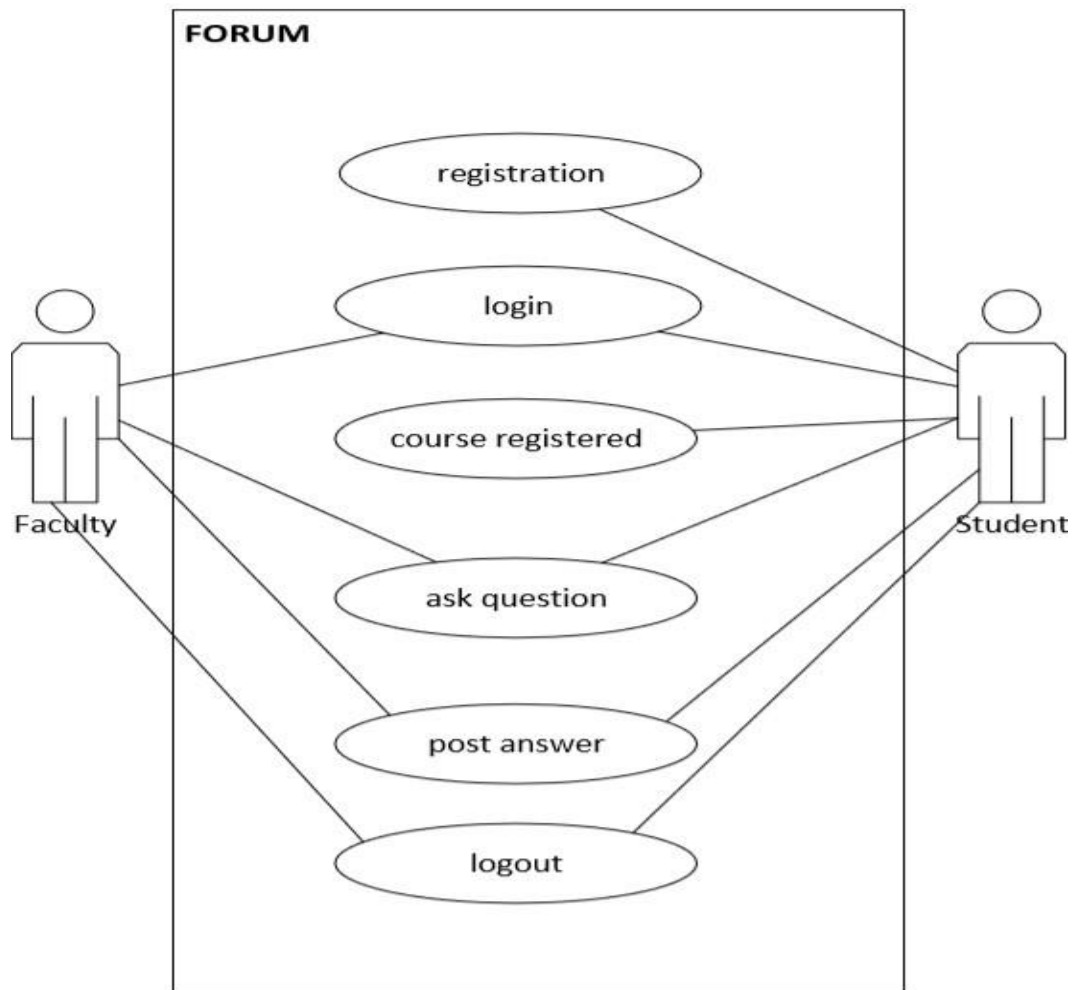 FORUM
registration
login
course registered
Faculty
Student
ask question
post answer
logout